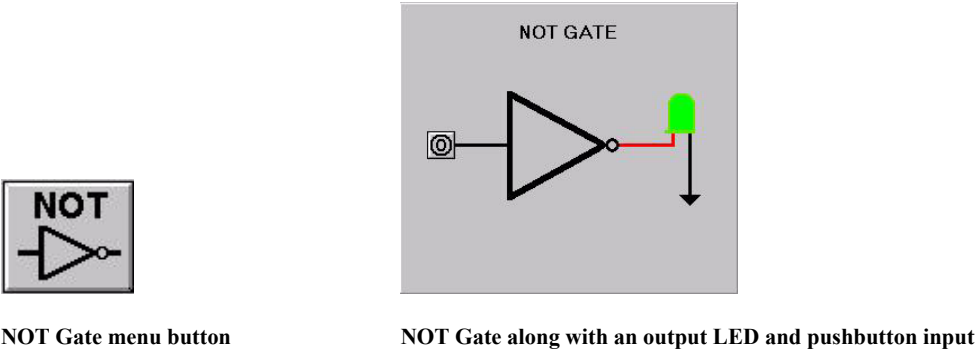 NOT GATE
NOT
NOT Gate menu button
NOT Gate along with an output LED and pushbutton input